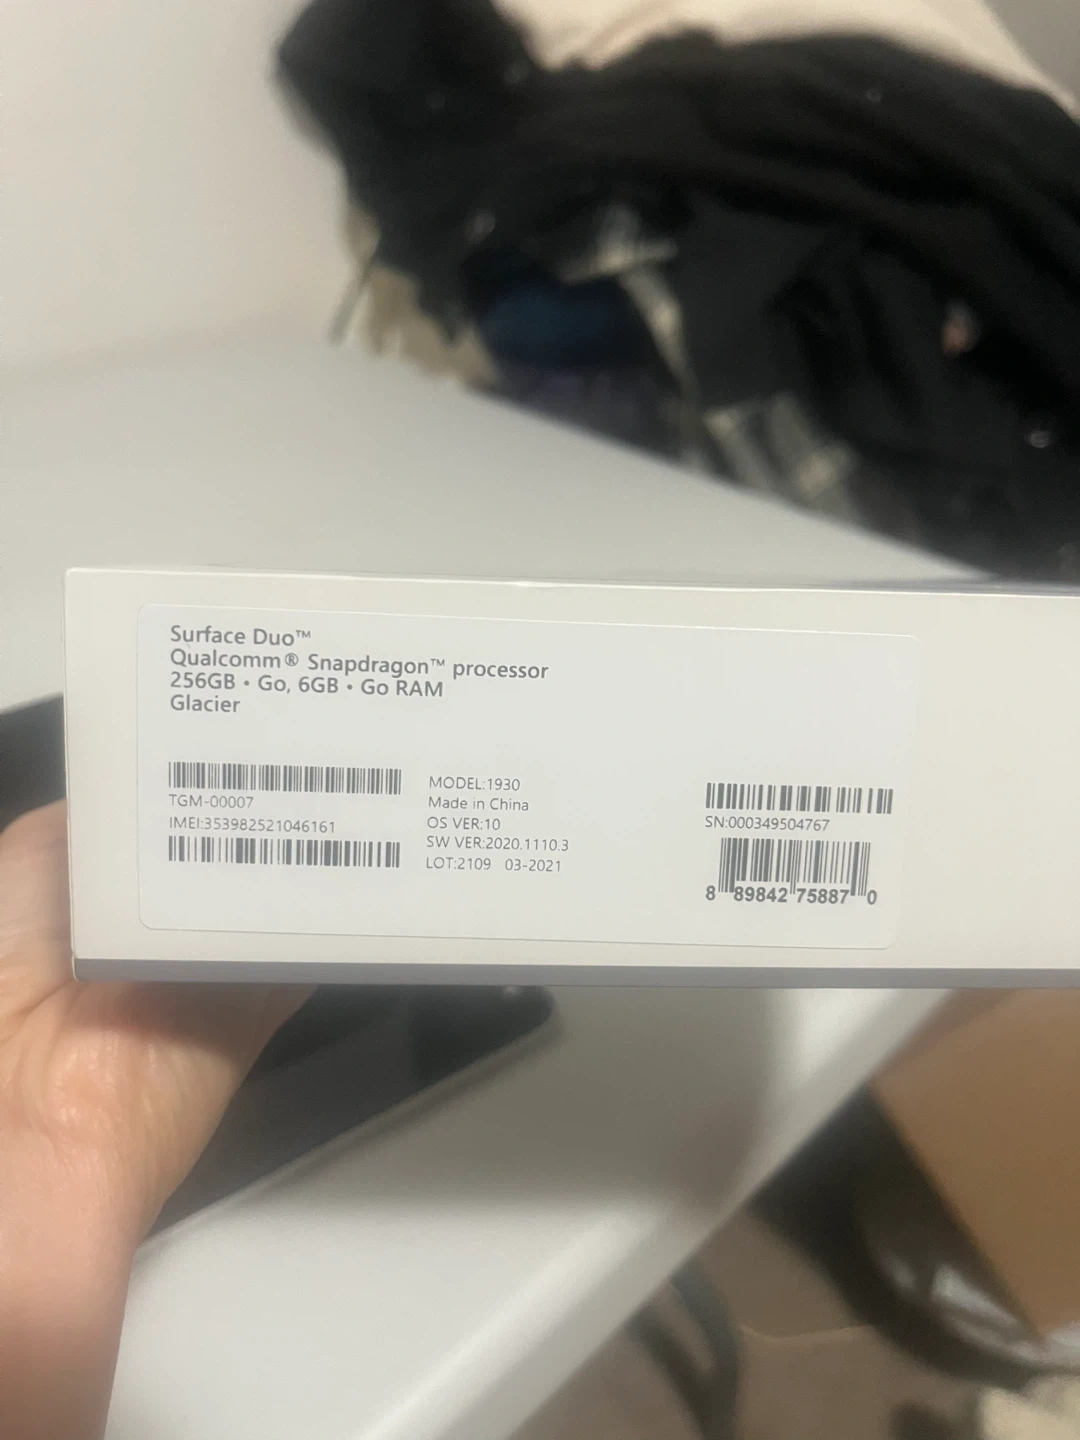 Surface Duo™
Qualcomm® Snapdragon™ processor
256GB • Go, 6GB • Go RAM
Glacier
TGM-00007
IMEI:353982521046161
MODEL:1930
Made in China
OS VER:10
SW VER:2020.1110.3
LOT:2109 03-2021
SN:000349504767
8 89842 75887 0